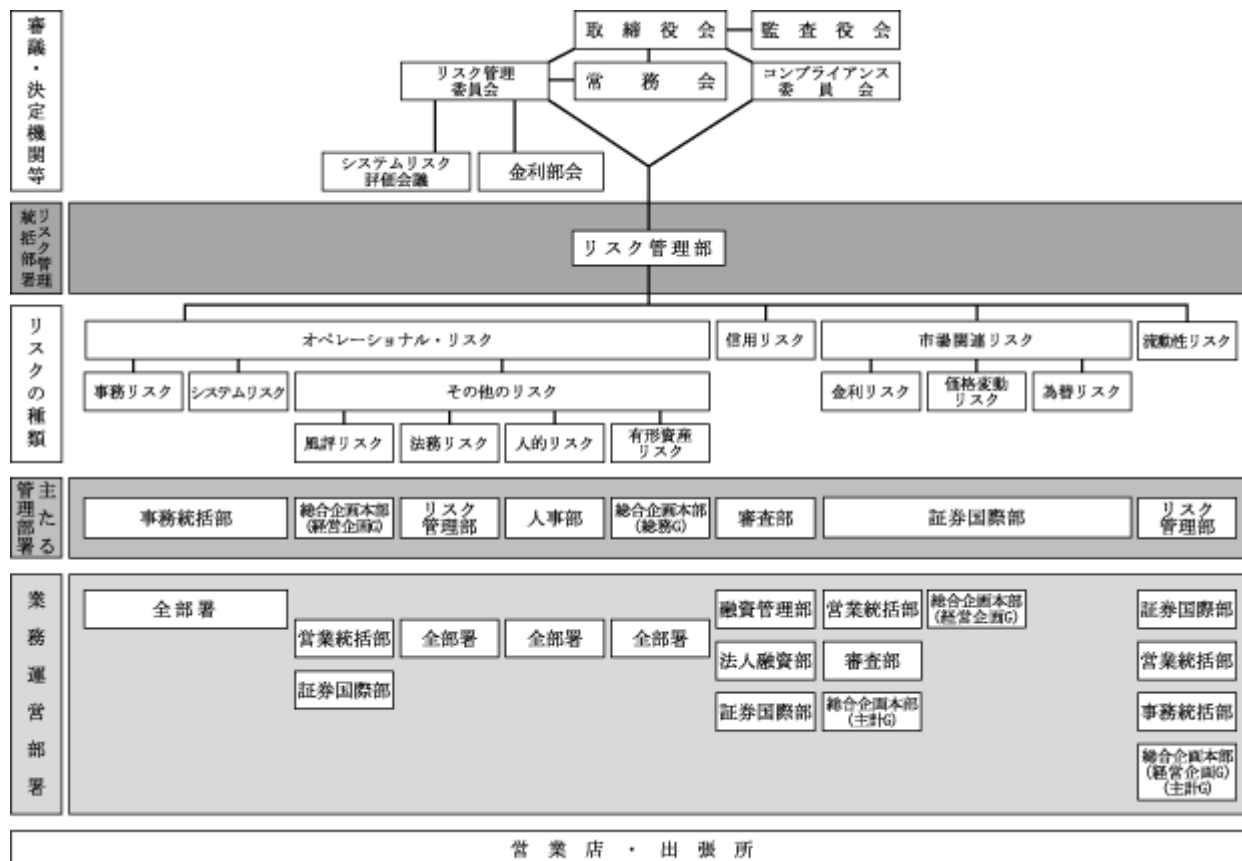 審議・決定機関等
取締役会
監査役会
リスク管理
委員会
常務会
コンプライアンス
委員会
システムリスク
評価会議
金利部会
リスク管理
統括部署
リスク管理部
リスクの種類
オペレーショナル・リスク
信用リスク
市場関連リスク
流動性リスク
事務リスク
システムリスク
その他のリスク
金利リスク
価格変動
リスク
為替リスク
風評リスク
法務リスク
人的リスク
有形資産
リスク
主たる
管理部署
事務統括部
総合企画本部
(経営企画G)
リスク
管理部
人事部
総合企画本部
(総務G)
審査部
証券国際部
リスク
管理部
業務運営部署
全部署
営業統括部
証券国際部
全部署
全部署
全部署
融資管理部
法人融資部
証券国際部
営業統括部
審査部
総合企画本部
(主計G)
総合企画本部
(経営企画G)
証券国際部
営業統括部
事務統括部
総合企画本部
(経営企画G)
(主計G)
営業店・出張所